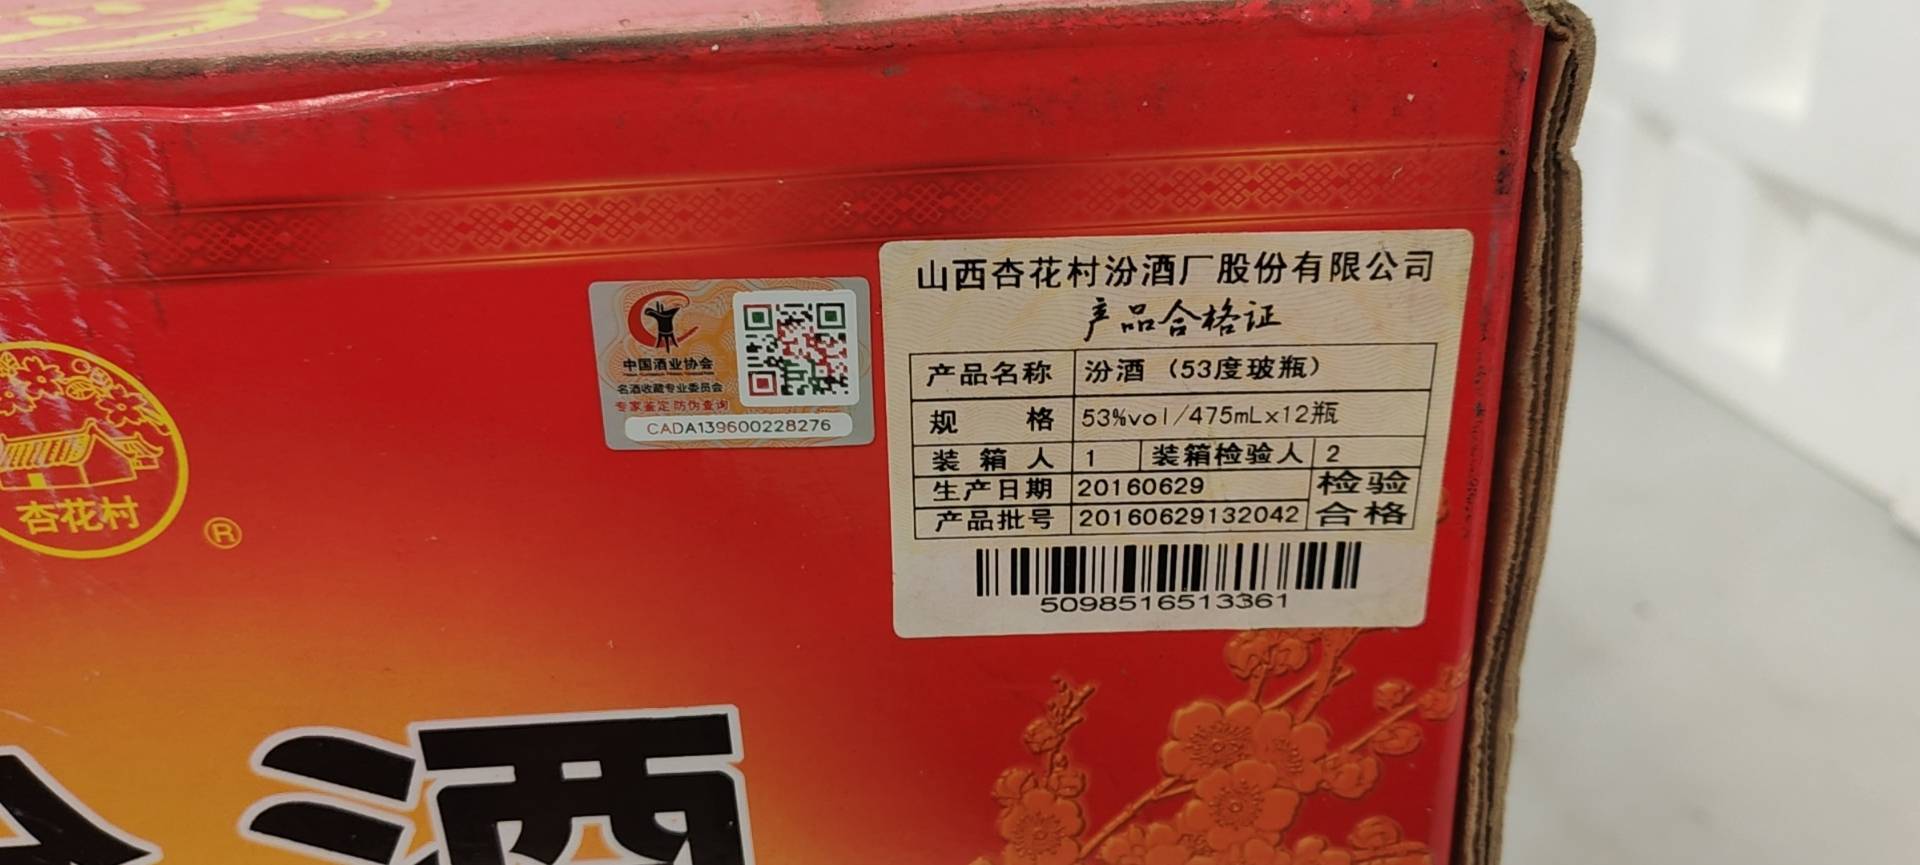 中国酒业协会
名酒收藏专业委员会
专家鉴定 防伪查询
CADA139600228276
山西杏花村汾酒厂股份有限公司
产品合格证
产品名称 汾酒（53度玻瓶）
规格 53%vol/475mLx12瓶
装箱人 1 装箱检验人 2
生产日期 20160629 检验
产品批号 20160629132042 合格
5098516513361
杏花村
®
酒